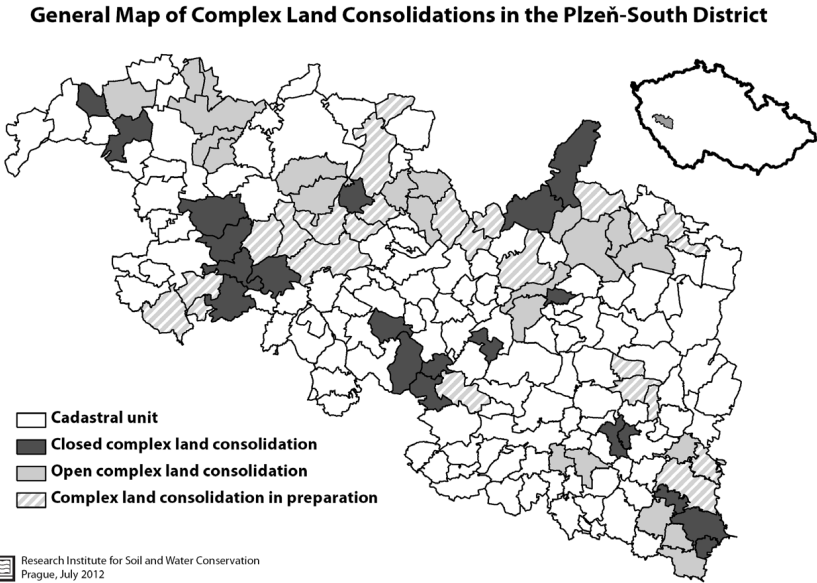 General Map of Complex Land Consolidations in the Plzeň-South District
Cadastral unit
Closed complex land consolidation
Open complex land consolidation
Complex land consolidation in preparation
Research Institute for Soil and Water Conservation
Prague, July 2012